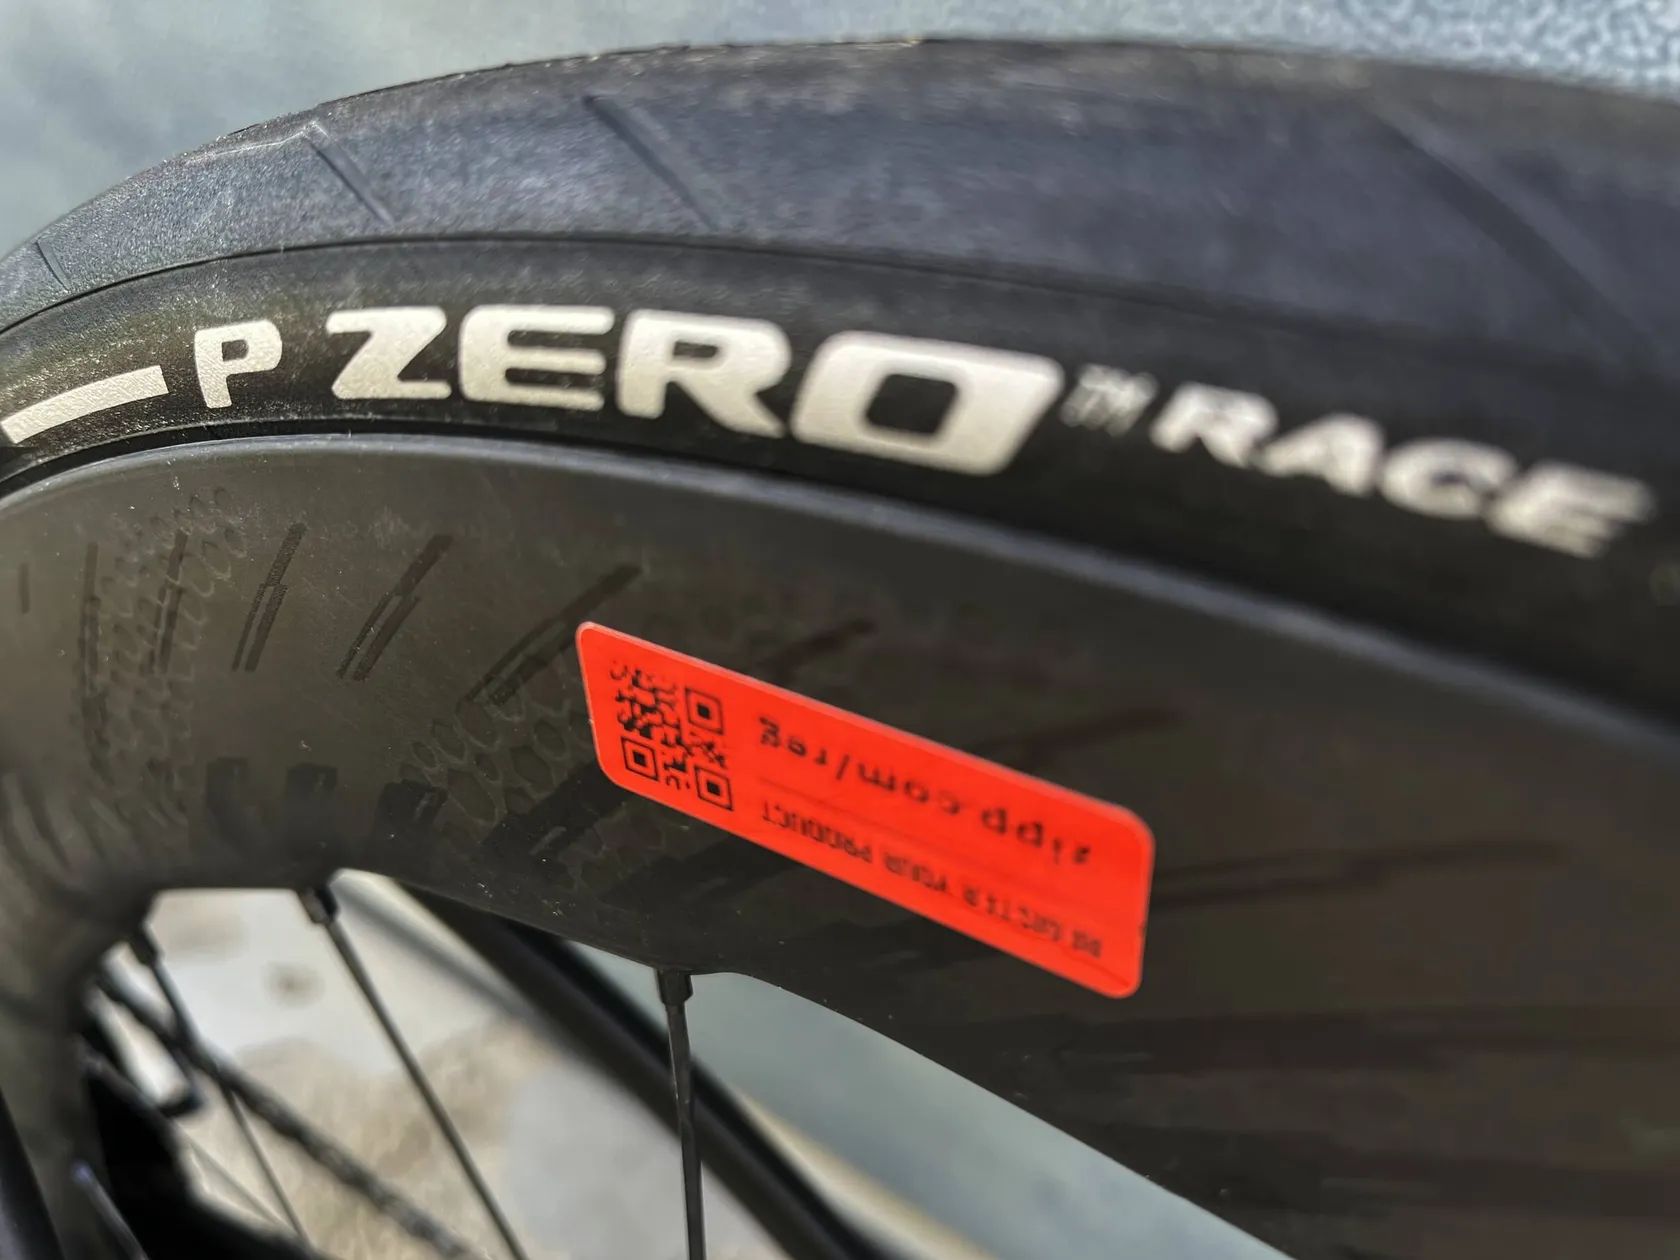 P ZERO™ RACE
REGISTER YOUR PRODUCT
zipp.com/reg